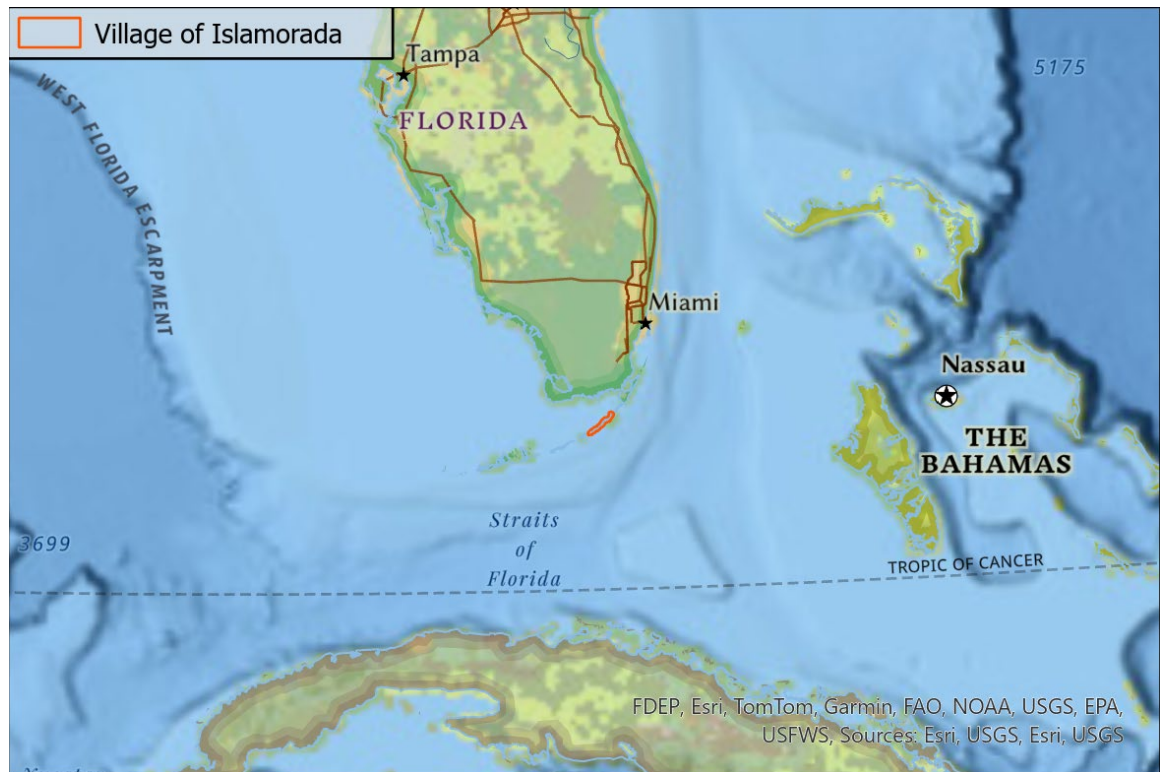 Village of Islamorada
Tampa
5175
WEST FLORIDA ESCARPMENT
FLORIDA
Miami
Nassau
THE
BAHAMAS
Straits
of
Florida
3699
TROPIC OF CANCER
FDEP, Esri, TomTom, Garmin, FAO, NOAA, USGS, EPA,
USFWS, Sources: Esri, USGS, Esri, USGS